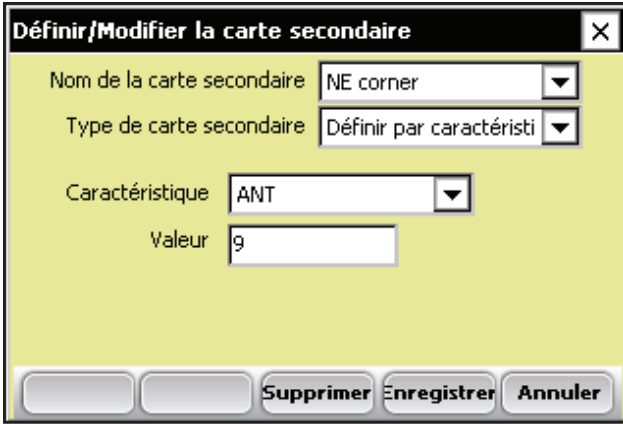 Définir/Modifier la carte secondaire
Nom de la carte secondaire NE corner
Type de carte secondaire Définir par caractéristi
Caractéristique ANT
Valeur 9
Supprimer Enregistrer Annuler